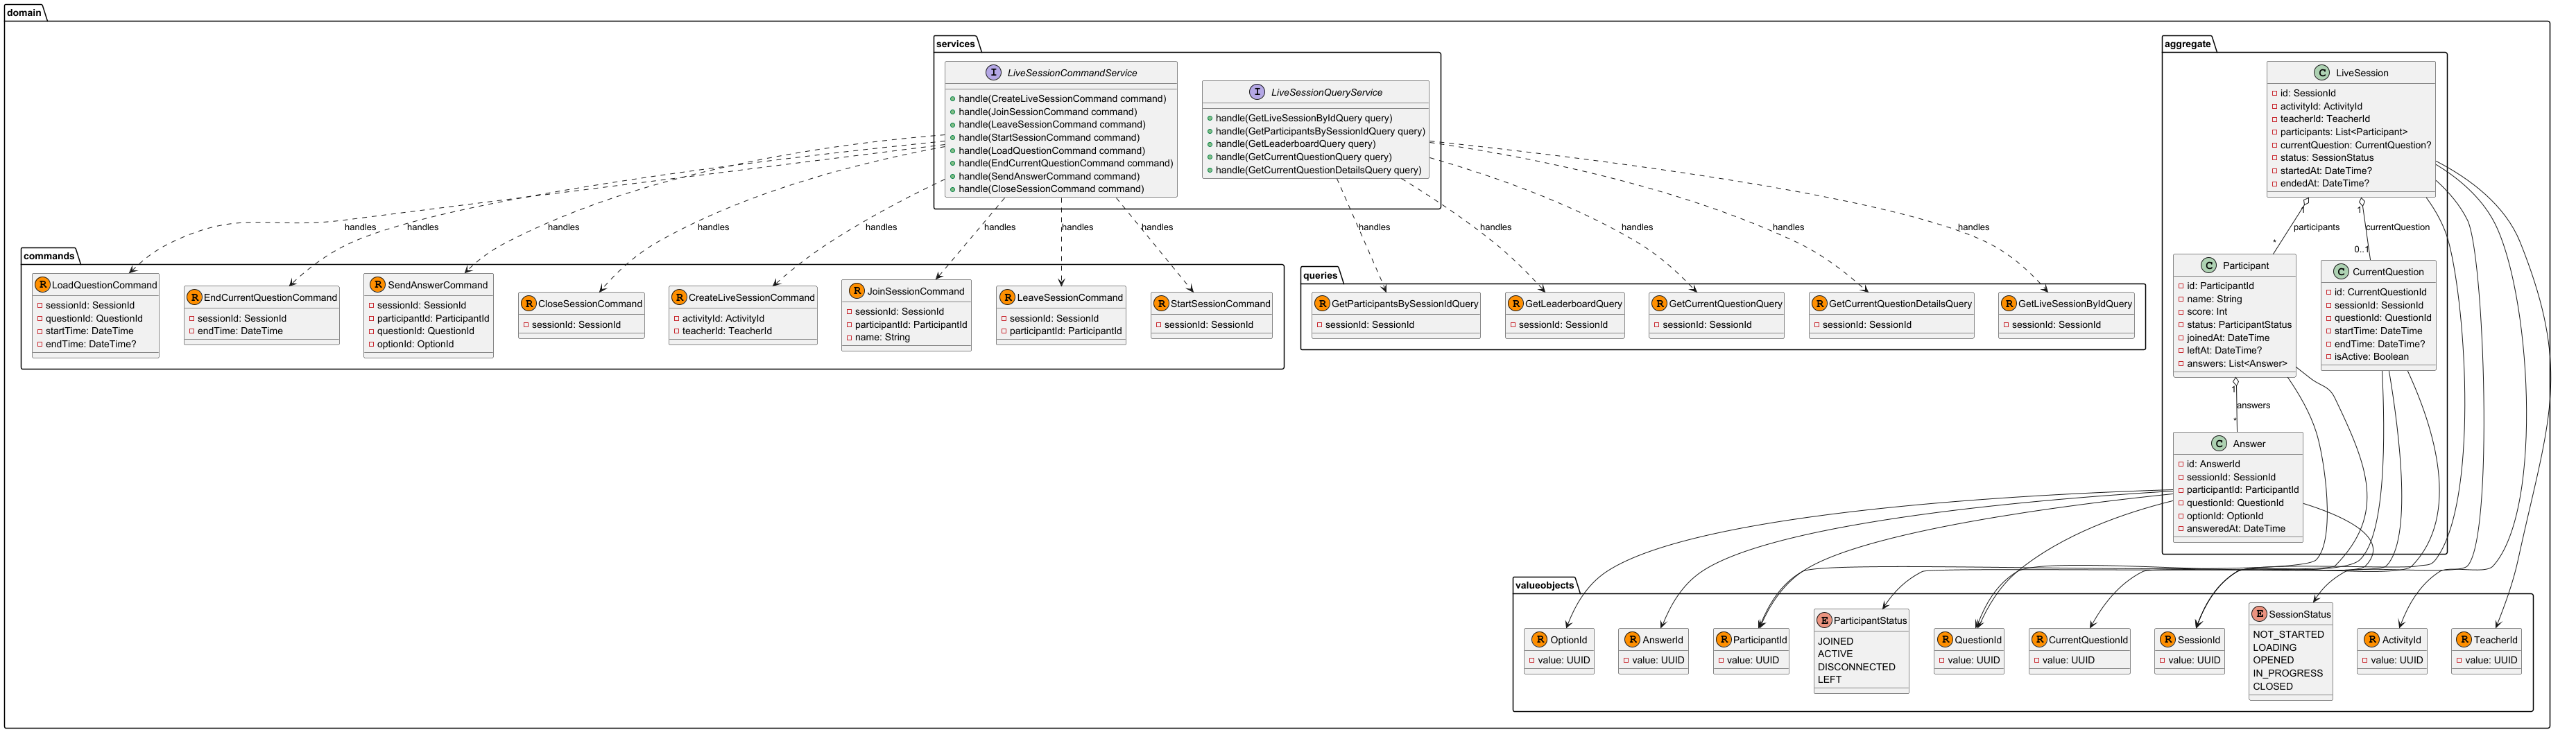 domain
services
I LiveSessionCommandService
handle(CreateLiveSessionCommand command)
handle(JoinSessionCommand command)
handle(LeaveSessionCommand command)
handle(StartSessionCommand command)
handle(LoadQuestionCommand command)
handle(EndCurrentQuestionCommand command)
handle(SendAnswerCommand command)
handle(CloseSessionCommand command)
I LiveSessionQueryService
handle(GetLiveSessionByIdQuery query)
handle(GetParticipantsBySessionIdQuery query)
handle(GetLeaderboardQuery query)
handle(GetCurrentQuestionQuery query)
handle(GetCurrentQuestionDetailsQuery query)
aggregate
C LiveSession
id: SessionId
activityId: ActivityId
teacherId: TeacherId
participants: List<Participant>
currentQuestion: CurrentQuestion?
status: SessionStatus
startedAt: DateTime?
endedAt: DateTime?
1
1
participants
currentQuestion
*
0..1
handles
handles
handles
handles
handles
handles
handles
handles
handles
handles
handles
handles
handles
commands
R LoadQuestionCommand
sessionId: SessionId
questionId: QuestionId
startTime: DateTime
endTime: DateTime?
R EndCurrentQuestionCommand
sessionId: SessionId
endTime: DateTime
R SendAnswerCommand
sessionId: SessionId
participantId: ParticipantId
questionId: QuestionId
optionId: OptionId
R CloseSessionCommand
sessionId: SessionId
R CreateLiveSessionCommand
activityId: ActivityId
teacherId: TeacherId
R JoinSessionCommand
sessionId: SessionId
participantId: ParticipantId
name: String
R LeaveSessionCommand
sessionId: SessionId
participantId: ParticipantId
R StartSessionCommand
sessionId: SessionId
queries
R GetParticipantsBySessionIdQuery
sessionId: SessionId
R GetLeaderboardQuery
sessionId: SessionId
R GetCurrentQuestionQuery
sessionId: SessionId
R GetCurrentQuestionDetailsQuery
sessionId: SessionId
R GetLiveSessionByIdQuery
sessionId: SessionId
C Participant
id: ParticipantId
name: String
score: Int
status: ParticipantStatus
joinedAt: DateTime
leftAt: DateTime?
answers: List<Answer>
C CurrentQuestion
id: CurrentQuestionId
sessionId: SessionId
questionId: QuestionId
startTime: DateTime
endTime: DateTime?
isActive: Boolean
1
answers
*
C Answer
id: AnswerId
sessionId: SessionId
participantId: ParticipantId
questionId: QuestionId
optionId: OptionId
answeredAt: DateTime
valueobjects
R OptionId
value: UUID
R AnswerId
value: UUID
R ParticipantId
value: UUID
E ParticipantStatus
JOINED
ACTIVE
DISCONNECTED
LEFT
R QuestionId
value: UUID
R CurrentQuestionId
value: UUID
R SessionId
value: UUID
E SessionStatus
NOT_STARTED
LOADING
OPENED
IN_PROGRESS
CLOSED
R ActivityId
value: UUID
R TeacherId
value: UUID